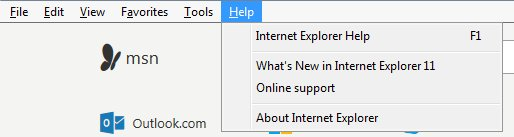 File Edit View Favorites Tools Help
Internet Explorer Help F1
msn
What's New in Internet Explorer 11
Online support
About Internet Explorer
Outlook.com